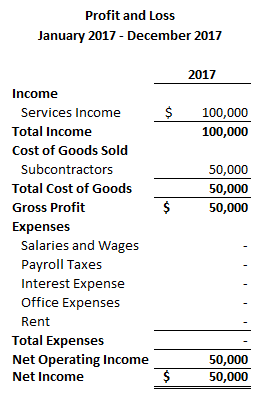 Profit and Loss
January 2017 - December 2017
2017
Income
Services Income $ 100,000
Total Income 100,000
Cost of Goods Sold
Subcontractors 50,000
Total Cost of Goods 50,000
Gross Profit $ 50,000
Expenses
Salaries and Wages -
Payroll Taxes -
Interest Expense -
Office Expenses -
Rent -
Total Expenses -
Net Operating Income 50,000
Net Income $ 50,000